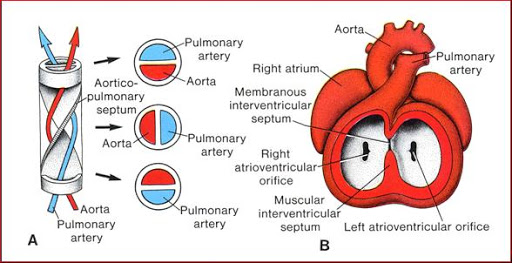 Pulmonary
artery
Aorta
Aortico-
pulmonary
septum
Aorta
Pulmonary
artery
Pulmonary
artery
Aorta
Pulmonary
artery
A
Aorta
Pulmonary
artery
Right atrium
Membranous
interventricular
septum
Right
atrioventricular
orifice
Muscular
interventricular
septum
Left atrioventricular orifice
B